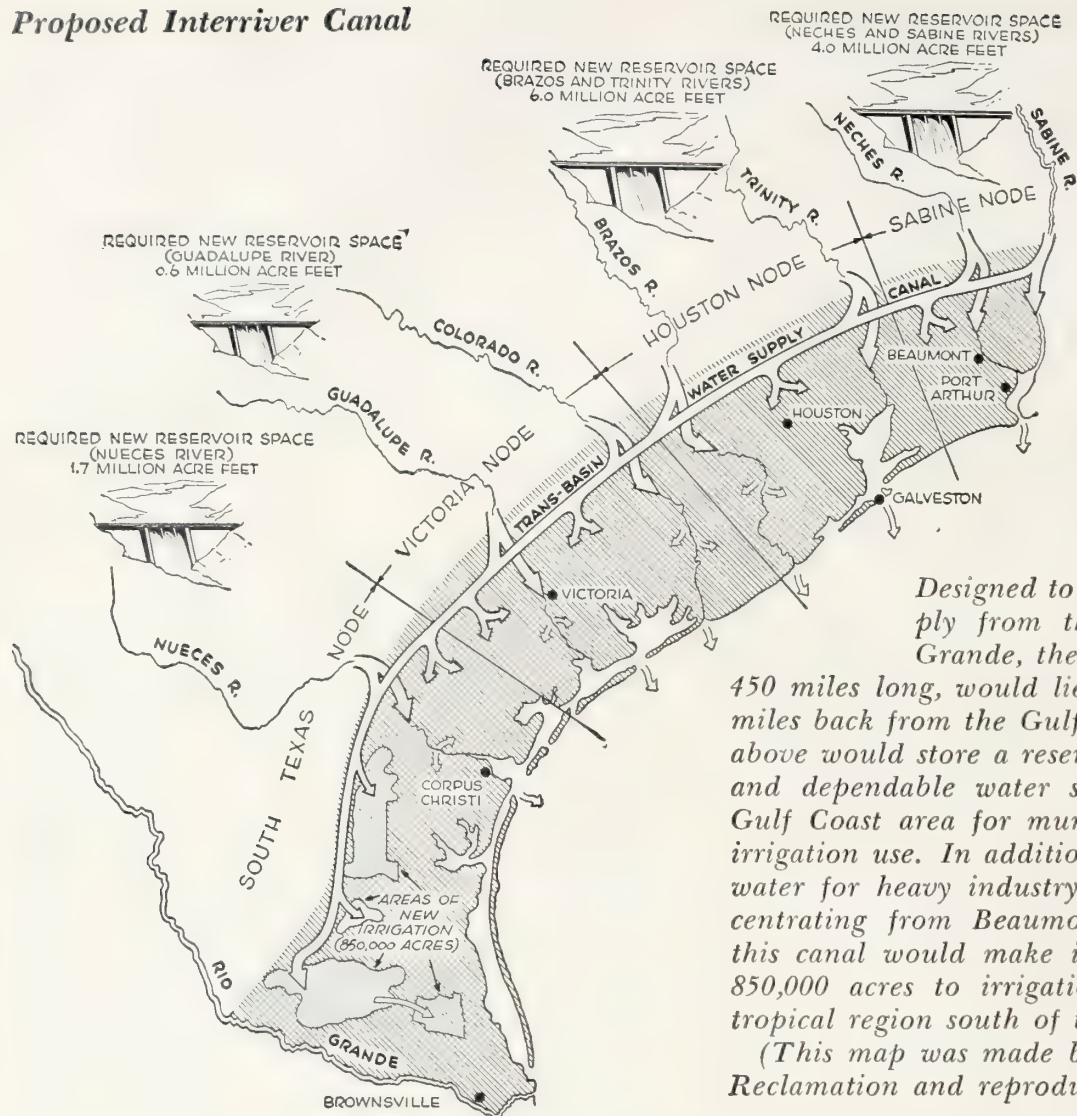 Proposed Interriver Canal
REQUIRED NEW RESERVOIR SPACE
(NECHES AND SABINE RIVERS)
4.0 MILLION ACRE FEET
REQUIRED NEW RESERVOIR SPACE
(BRAZOS AND TRINITY RIVERS)
6.0 MILLION ACRE FEET
REQUIRED NEW RESERVOIR SPACE
(GUADALUPE RIVER)
0.6 MILLION ACRE FEET
REQUIRED NEW RESERVOIR SPACE
(NUECES RIVER)
1.7 MILLION ACRE FEET
NECHES R.
SABINE R.
TRINITY R.
BRAZOS R.
COLORADO R.
GUADALUPE R.
NUECES R.
SABINE NODE
HOUSTON NODE
VICTORIA NODE
SOUTH TEXAS NODE
TRANS-BASIN WATER SUPPLY CANAL
BEAUMONT
PORT
ARTHUR
HOUSTON
GALVESTON
VICTORIA
CORPUS
CHRISTI
AREAS OF
NEW
IRRIGATION
(850,000 ACRES)
RIO GRANDE
BROWNSVILLE
Designed to
ply from th
Grande, the
450 miles long, would lie
miles back from the Gulf
above would store a reser
and dependable water s
Gulf Coast area for mun
irrigation use. In additio
water for heavy industry
centrating from Beaumo
this canal would make i
850,000 acres to irrigati
tropical region south of t
(This map was made b
Reclamation and reprodu